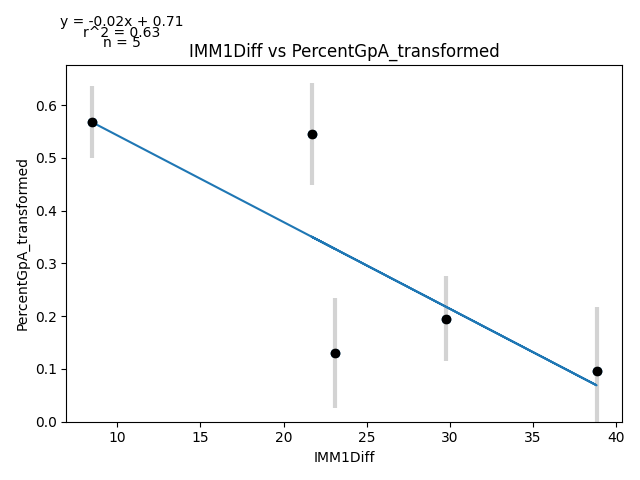 y = -0.02x + 0.71
r^2 = 0.63
n = 5
IMM1Diff vs PercentGpA_transformed
PercentGpA_transformed
0.6
0.5
0.4
0.3
0.2
0.1
0.0
10 15 20 25 30 35 40
IMM1Diff